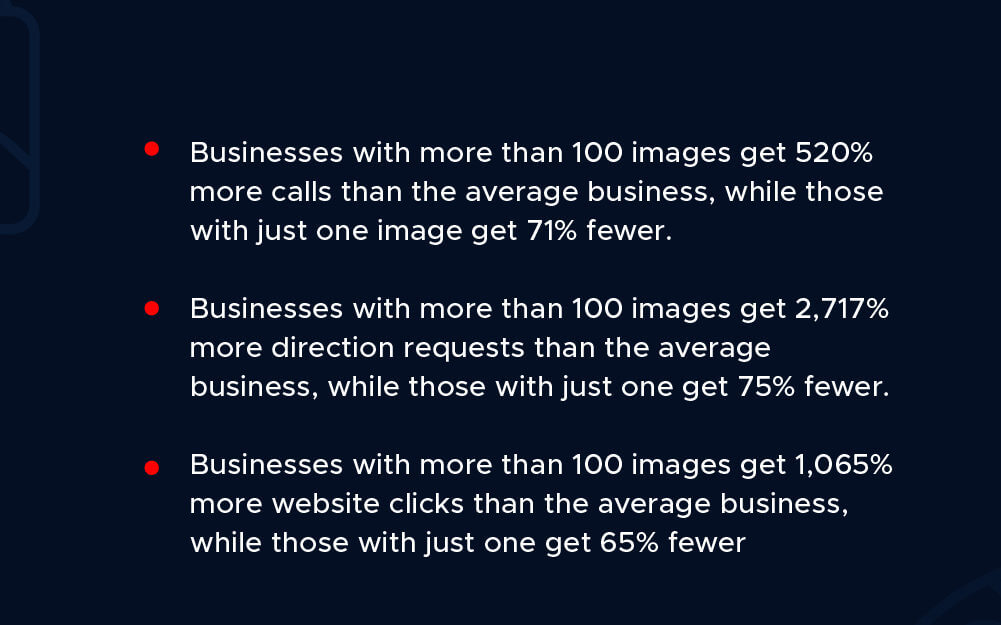 Businesses with more than 100 images get 520%
more calls than the average business, while those
with just one image get 71% fewer.
Businesses with more than 100 images get 2,717%
more direction requests than the average
business, while those with just one get 75% fewer.
Businesses with more than 100 images get 1,065%
more website clicks than the average business,
while those with just one get 65% fewer